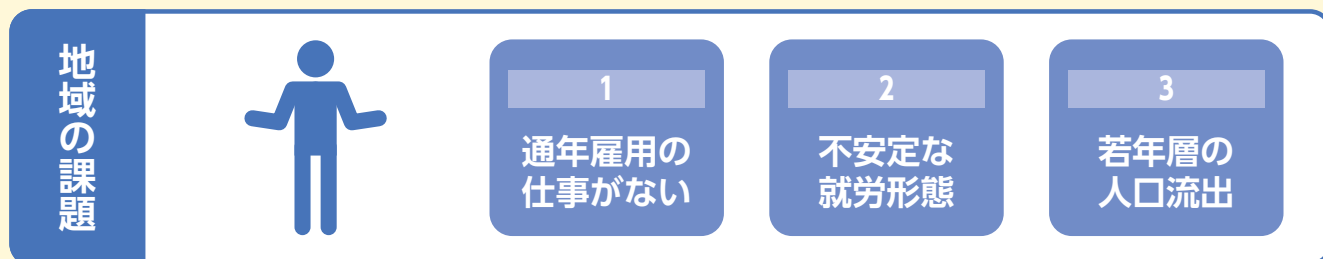 地域の課題
1
通年雇用の
仕事がない
2
不安定な
就労形態
3
若年層の
人口流出